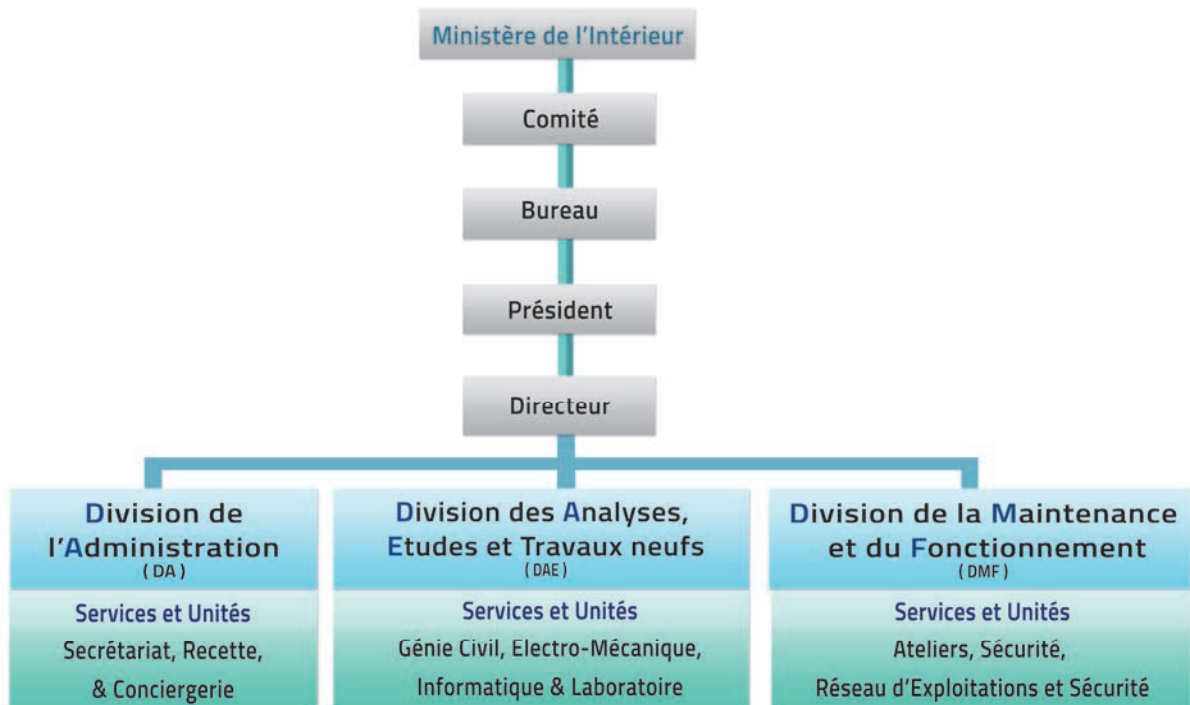 Ministère de l'Intérieur
Comité
Bureau
Président
Directeur
Division de
l'Administration
(DA)
Services et Unités
Secrétariat, Recette,
& Conciergerie
Division des Analyses,
Etudes et Travaux neufs
(DAE)
Services et Unités
Génie Civil, Electro-Mécanique,
Informatique & Laboratoire
Division de la Maintenance
et du Fonctionnement
(DMF)
Services et Unités
Ateliers, Sécurité,
Réseau d'Exploitations et Sécurité